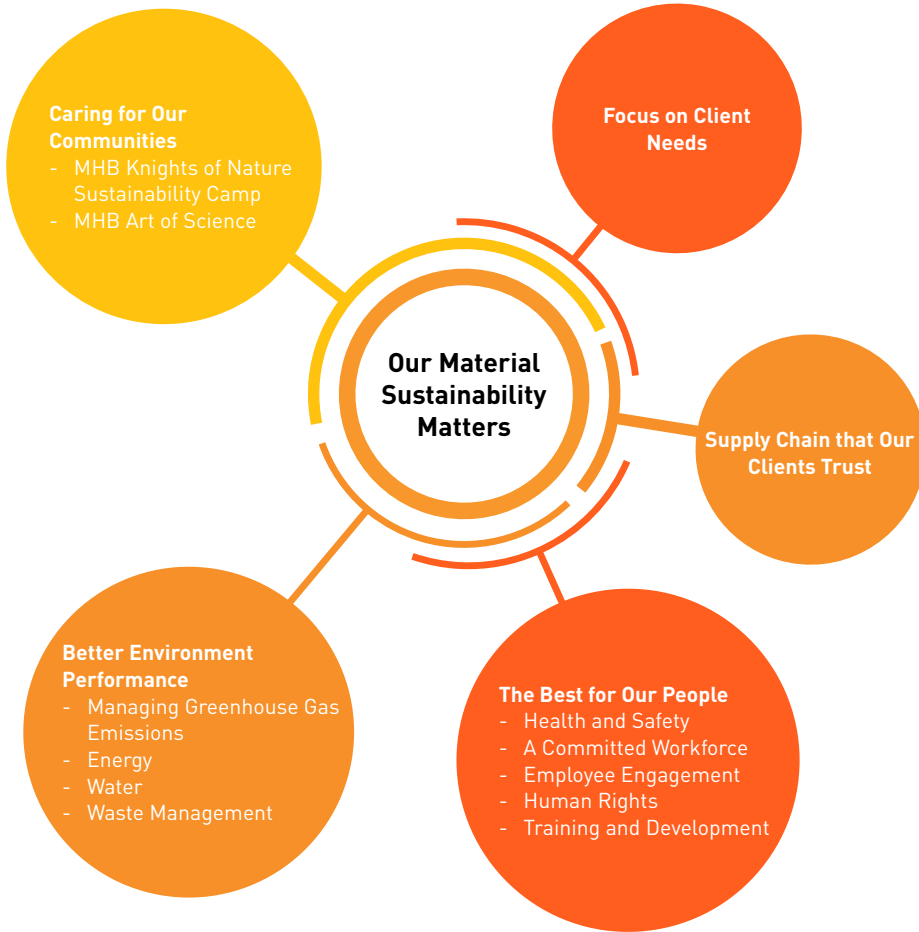 Caring for Our
Communities
- MHB Knights of Nature
Sustainability Camp
- MHB Art of Science
Focus on Client
Needs
Our Material
Sustainability
Matters
Supply Chain that Our
Clients Trust
Better Environment
Performance
- Managing Greenhouse Gas
Emissions
- Energy
- Water
- Waste Management
The Best for Our People
- Health and Safety
- A Committed Workforce
- Employee Engagement
- Human Rights
- Training and Development